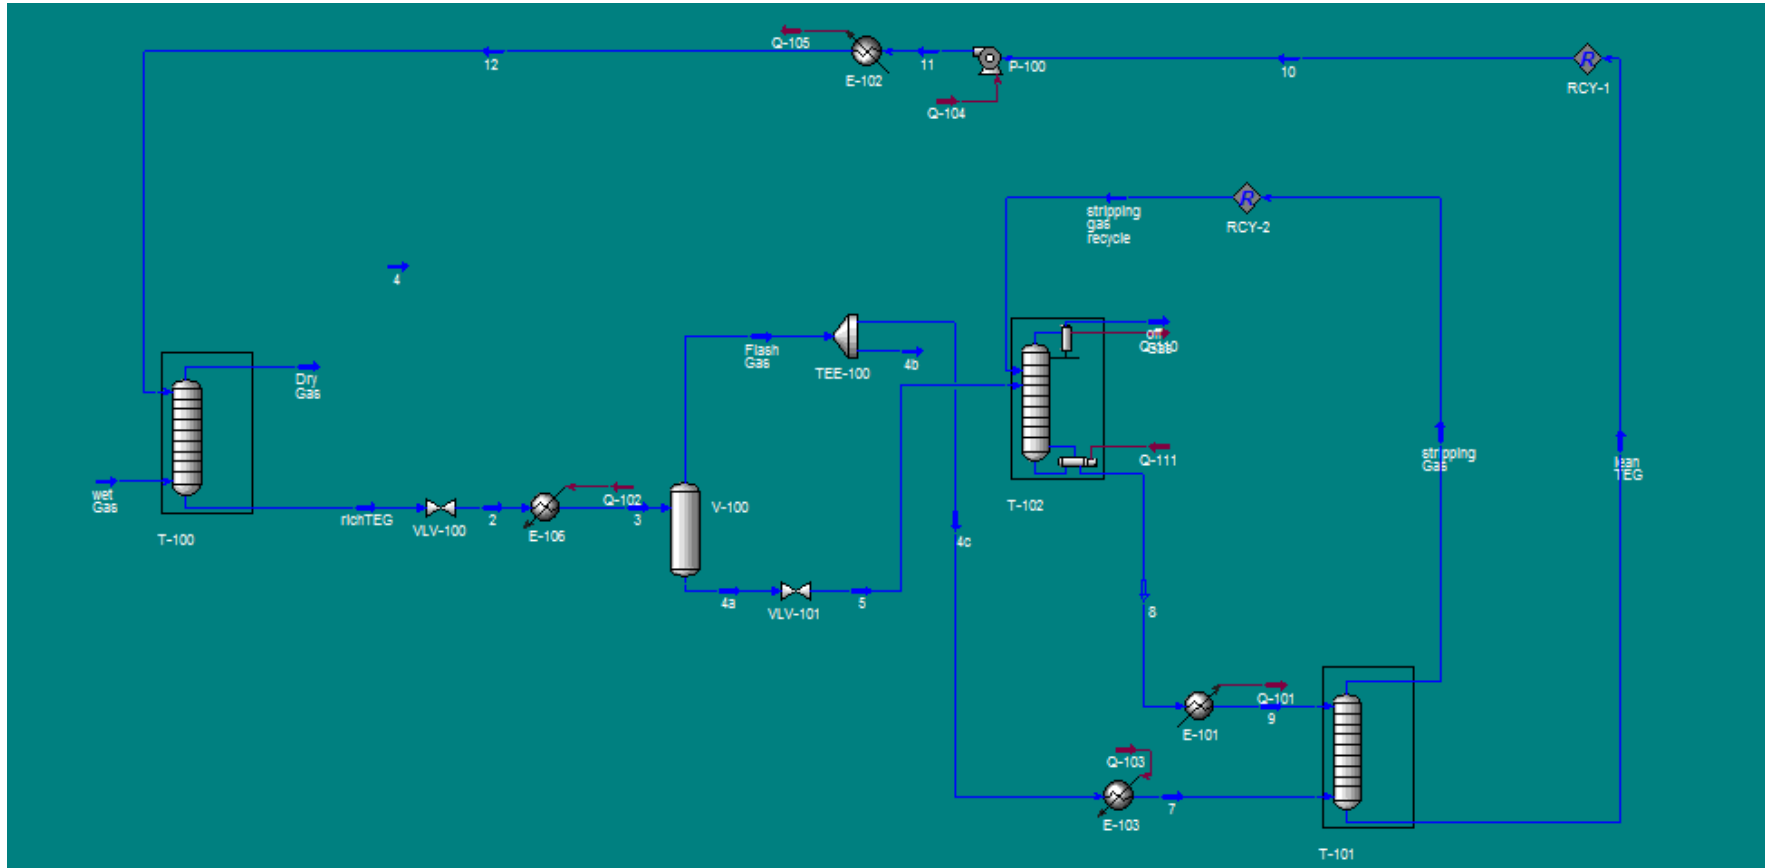 Q-105
12
E-102
11
P-100
10
R
RCY-1
Q-104
R
stripping
gas
recycle
RCY-2
4
Flash
Gas
TEE-100
4b
off
Gas
Dry
Gas
wet
Gas
T-100
richTEG
VLV-100
2
Q-102
E-106
3
V-100
4a
VLV-101
5
4c
Q-111
T-102
8
stripping
Gas
lean
TEG
Q-101
E-101
9
Q-103
E-103
7
T-101